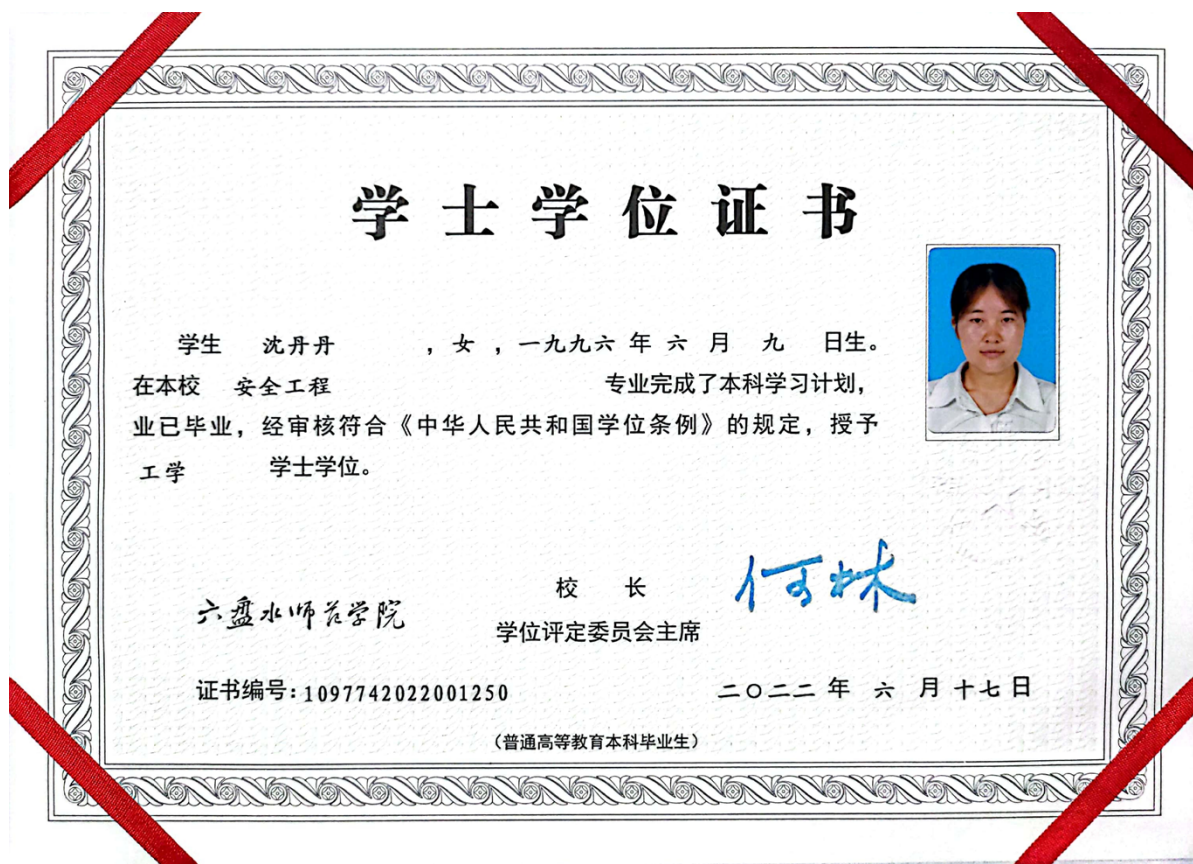 学士学位证书
学生 沈丹丹 ，女，一九九六年六月九日生。
在本校 安全工程 专业完成了本科学习计划，
业已毕业，经审核符合《中华人民共和国学位条例》的规定，授予
工学 学士学位。
校 长 何林
六盘水师范学院
学位评定委员会主席
证书编号：1097742022001250 二〇二二年六月十七日
（普通高等教育本科毕业生）